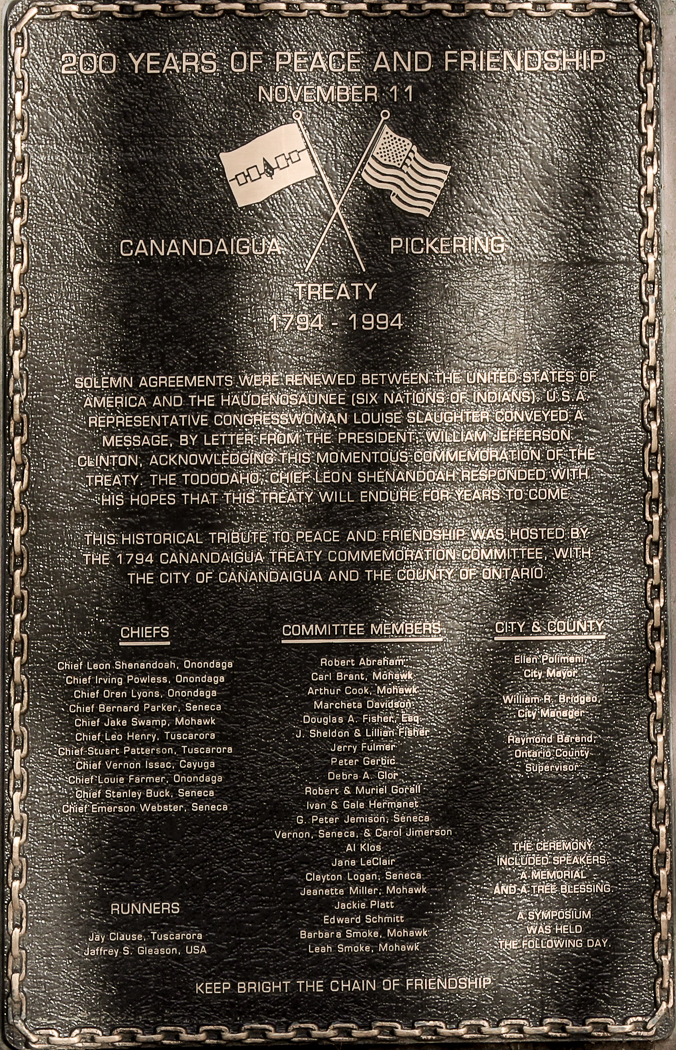 200 YEARS OF PEACE AND FRIENDSHIP
NOVEMBER 11
CANANDAIGUA PICKERING
TREATY
1794 - 1994
SOLEMN AGREEMENTS WERE RENEWED BETWEEN THE UNITED STATES OF
AMERICA AND THE HAUDENOSAUNEE (SIX NATIONS OF INDIANS). U.S.A.
REPRESENTATIVE CONGRESSWOMAN LOUISE SLAUGHTER CONVEYED A
MESSAGE, BY LETTER FROM THE PRESIDENT, WILLIAM JEFFERSON
CLINTON, ACKNOWLEDGING THIS MOMENTOUS COMMEMORATION OF THE
TREATY. THE TODODAHO, CHIEF LEON SHENANDOAH RESPONDED WITH
HIS HOPES THAT THIS TREATY WILL ENDURE FOR YEARS TO COME.
THIS HISTORICAL TRIBUTE TO PEACE AND FRIENDSHIP WAS HOSTED BY
THE 1794 CANANDAIGUA TREATY COMMEMORATION COMMITTEE, WITH
THE CITY OF CANANDAIGUA AND THE COUNTY OF ONTARIO.
CHIEFS
Chief Leon Shenandoah, Onondaga
Chief Irving Powless, Onondaga
Chief Oren Lyons, Onondaga
Chief Bernard Parker, Seneca
Chief Jake Swamp, Mohawk
Chief Leo Henry, Tuscarora
Chief Stuart Patterson, Tuscarora
Chief Vernon Issac, Cayuga
Chief Louie Farmer, Onondaga
Chief Stanley Buck, Seneca
Chief Emerson Webster, Seneca
RUNNERS
Jay Clause, Tuscarora
Jaffrey S. Gleason, USA
COMMITTEE MEMBERS
Robert Abraham
Carl Brant, Mohawk
Arthur Cook, Mohawk
Marcheta Davidson
Douglas A. Fisher, Esq.
J. Sheldon & Lillian Fisher
Jerry Fulmer
Peter Gerbic
Debra A. Glor
Robert & Muriel Gorall
Ivan & Gale Hermanet
G. Peter Jemison, Seneca
Vernon, Seneca, & Carol Jimerson
Al Klos
Jane LeClair
Clayton Logan, Seneca
Jeanette Miller, Mohawk
Jackie Platt
Edward Schmitt
Barbara Smoke, Mohawk
Leah Smoke, Mohawk
CITY & COUNTY
Ellen Polimeni,
City Mayor
William R. Bridgeo,
City Manager
Raymond Barend,
Ontario County
Supervisor
THE CEREMONY
INCLUDED SPEAKERS,
A MEMORIAL
AND A TREE BLESSING.
A SYMPOSIUM
WAS HELD
THE FOLLOWING DAY.
KEEP BRIGHT THE CHAIN OF FRIENDSHIP